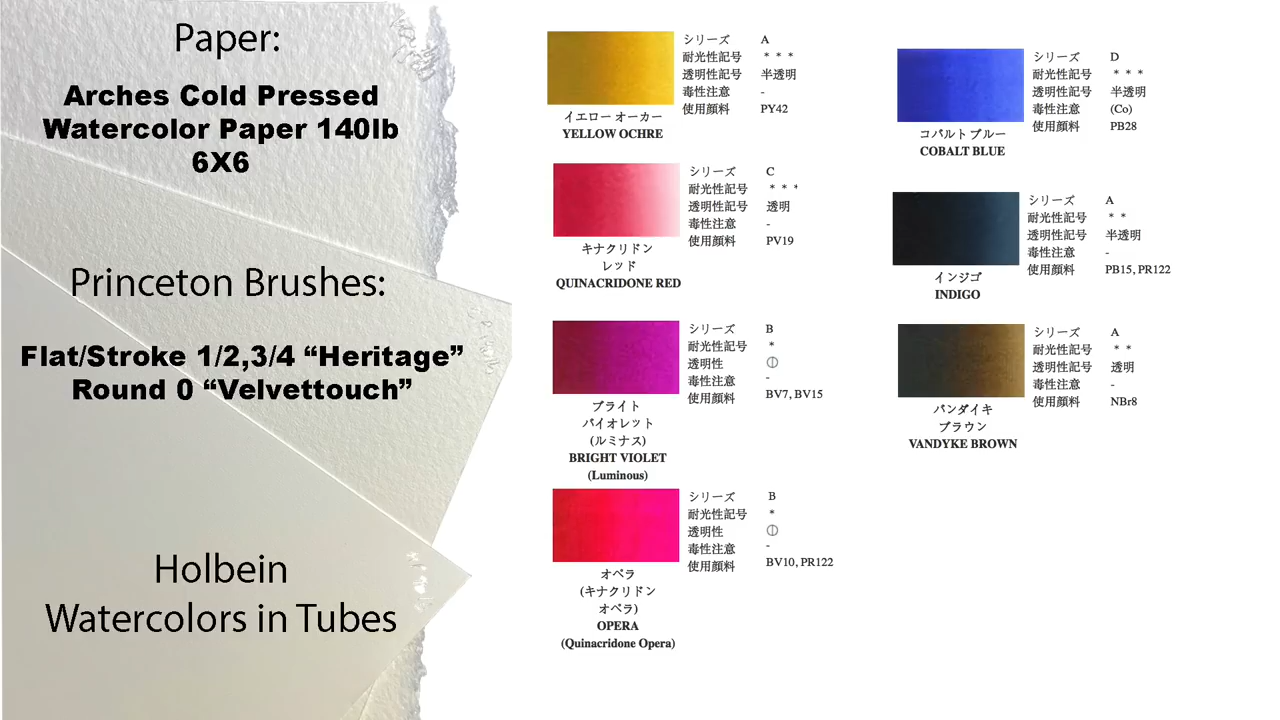 Paper:
Arches Cold Pressed
Watercolor Paper 140lb
6X6
Princeton Brushes:
Flat/Stroke 1/2,3/4 “Heritage”
Round 0 “Velvettouch”
Holbein
Watercolors in Tubes
シリーズ A
耐光性記号 ***
透明性記号 半透明
毒性注意 -
使用顔料 PY42
イエロー オーカー
YELLOW OCHRE
シリーズ C
耐光性記号 ***
透明性記号 透明
毒性注意 -
使用顔料 PV19
キナクリドン
レッド
QUINACRIDONE RED
シリーズ B
耐光性記号 *
透明性
毒性注意 -
使用顔料 BV7, BV15
ブライト
バイオレット
(ルミナス)
BRIGHT VIOLET
(Luminous)
シリーズ B
耐光性記号 *
透明性
毒性注意 -
使用顔料 BV10, PR122
オペラ
(キナクリドン
オペラ)
OPERA
(Quinacridone Opera)
シリーズ D
耐光性記号 ***
透明性記号 半透明
毒性注意 (Co)
使用顔料 PB28
コバルト ブルー
COBALT BLUE
シリーズ A
耐光性記号 **
透明性記号 半透明
毒性注意 -
使用顔料 PB15, PR122
インジゴ
INDIGO
シリーズ A
耐光性記号 **
透明性記号 透明
毒性注意 -
使用顔料 NBr8
バンダイキ
ブラウン
VANDYKE BROWN